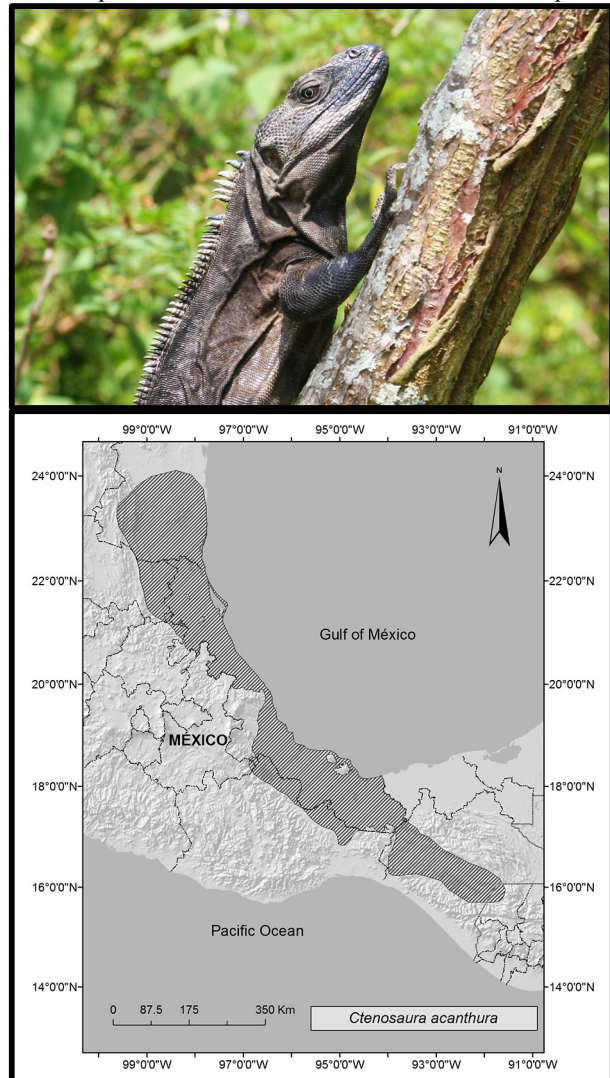 99°0'0"W 97°0'0"W 95°0'0"W 93°0'0"W 91°0'0"W
24°0'0"N 24°0'0"N
N
22°0'0"N 22°0'0"N
Gulf of México
20°0'0"N 20°0'0"N
MÉXICO
18°0'0"N 18°0'0"N
16°0'0"N 16°0'0"N
Pacific Ocean
14°0'0"N 14°0'0"N
0 87.5 175 350 Km
Ctenosaura acanthura
99°0'0"W 97°0'0"W 95°0'0"W 93°0'0"W 91°0'0"W